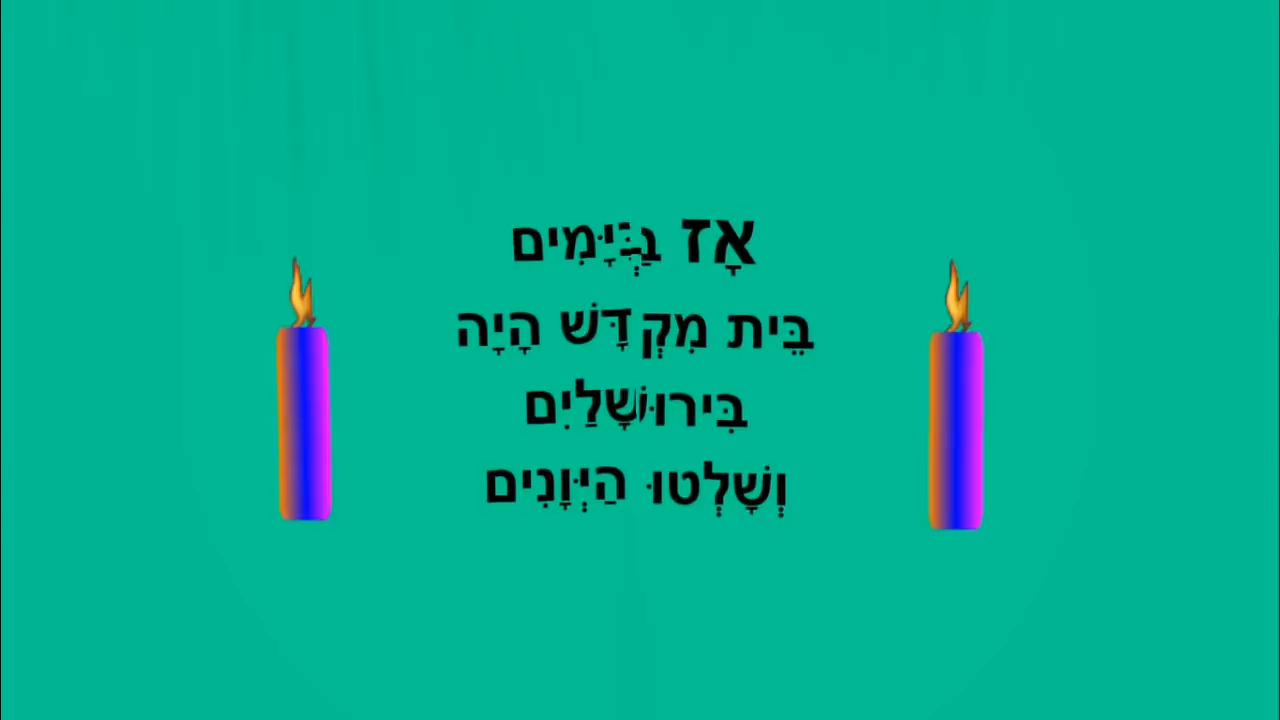 אָז בַּיָּמִים
בֵּית מִקְדָּשׁ הָיָה
בִּירוּשָׁלַיִם
וְשָׁלְטוּ הַיְּוָנִים